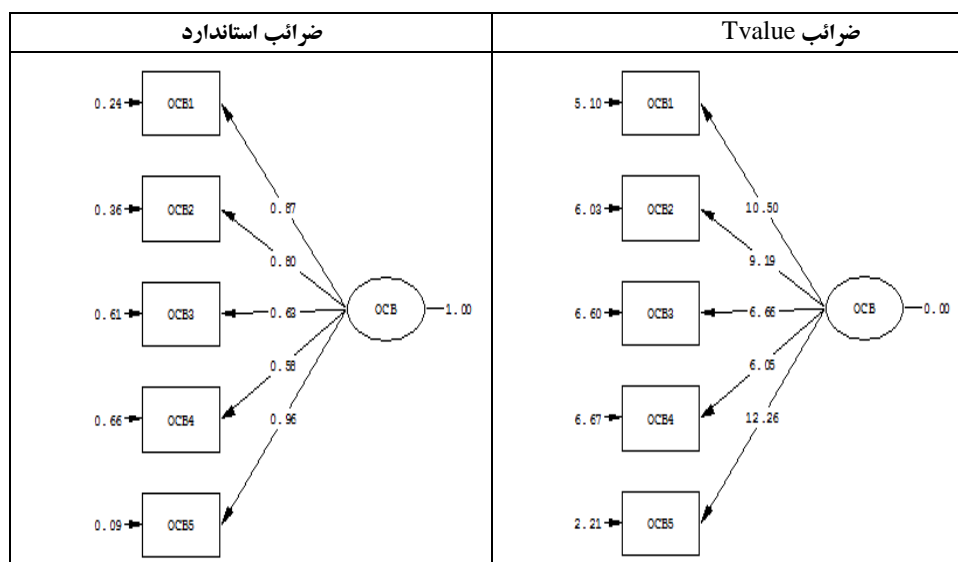 ضرائب استاندارد
ضرائب Tvalue
0.24 OCB1
0.87
0.36 OCB2
0.80
0.61 OCB3 0.63 OCB 1.00
0.58
0.66 OCB4
0.96
0.09 OCB5
5.10 OCB1
10.50
6.03 OCB2
9.19
6.60 OCB3 6.66 OCB 0.00
6.05
6.67 OCB4
12.26
2.21 OCB5